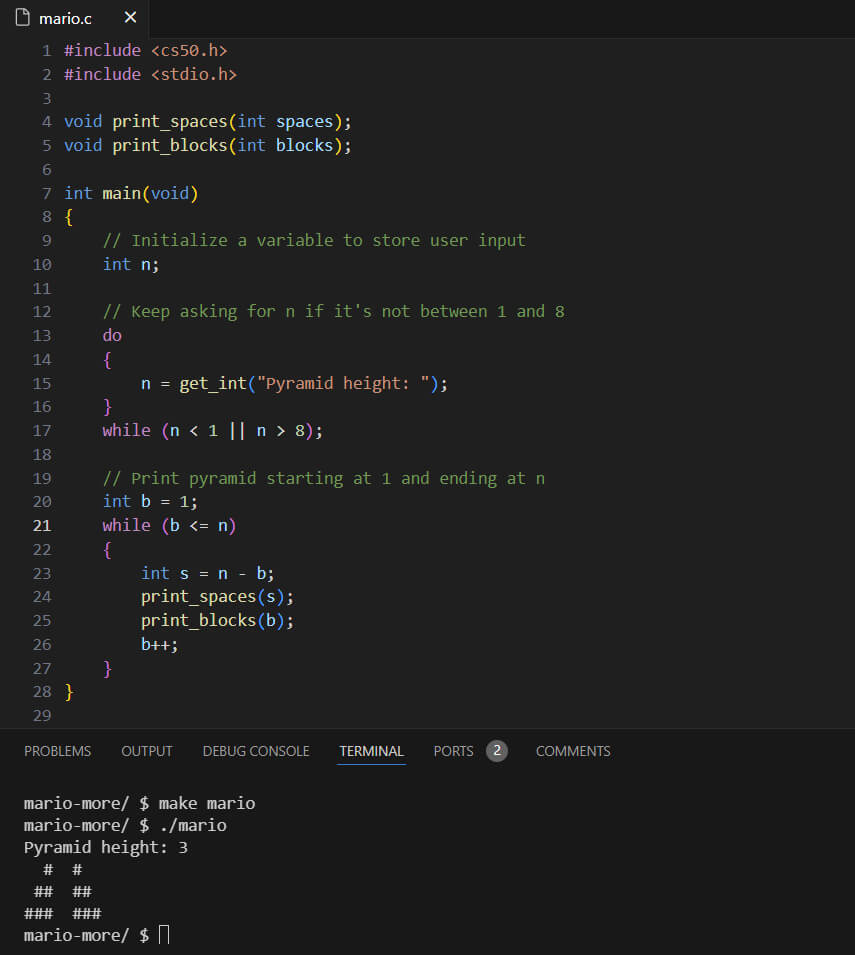 mario.c ×
1 #include <cs50.h>
2 #include <stdio.h>
3
4 void print_spaces(int spaces);
5 void print_blocks(int blocks);
6
7 int main(void)
8 {
9     // Initialize a variable to store user input
10     int n;
11
12     // Keep asking for n if it's not between 1 and 8
13     do
14     {
15         n = get_int("Pyramid height: ");
16     }
17     while (n < 1 || n > 8);
18
19     // Print pyramid starting at 1 and ending at n
20     int b = 1;
21     while (b <= n)
22     {
23         int s = n - b;
24         print_spaces(s);
25         print_blocks(b);
26         b++;
27     }
28 }
29
PROBLEMS OUTPUT DEBUG CONSOLE TERMINAL PORTS 2 COMMENTS
mario-more/ $ make mario
mario-more/ $ ./mario
Pyramid height: 3
  #  #
 ##  ##
###  ###
mario-more/ $